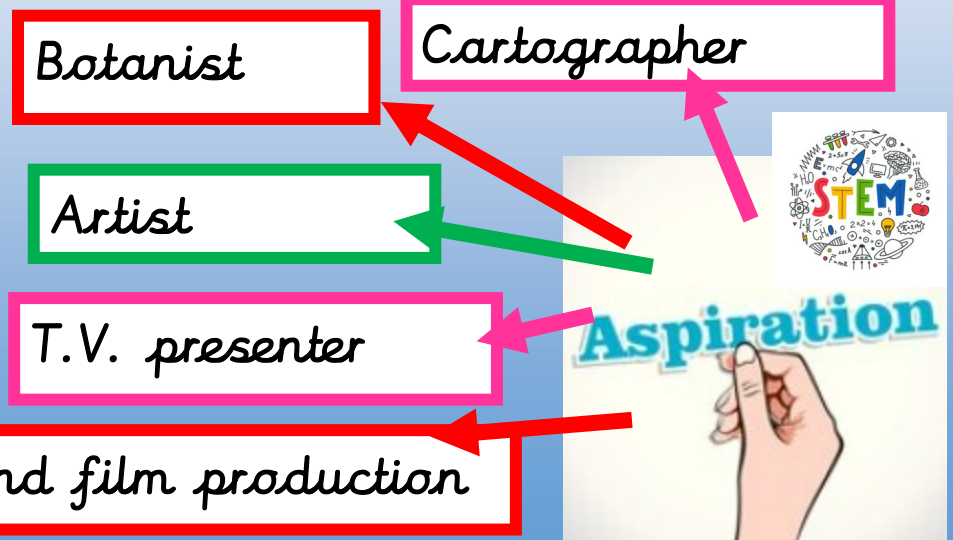 Botanist
Cartographer
Artist
STEM
T.V. presenter
Aspiration
nd film production